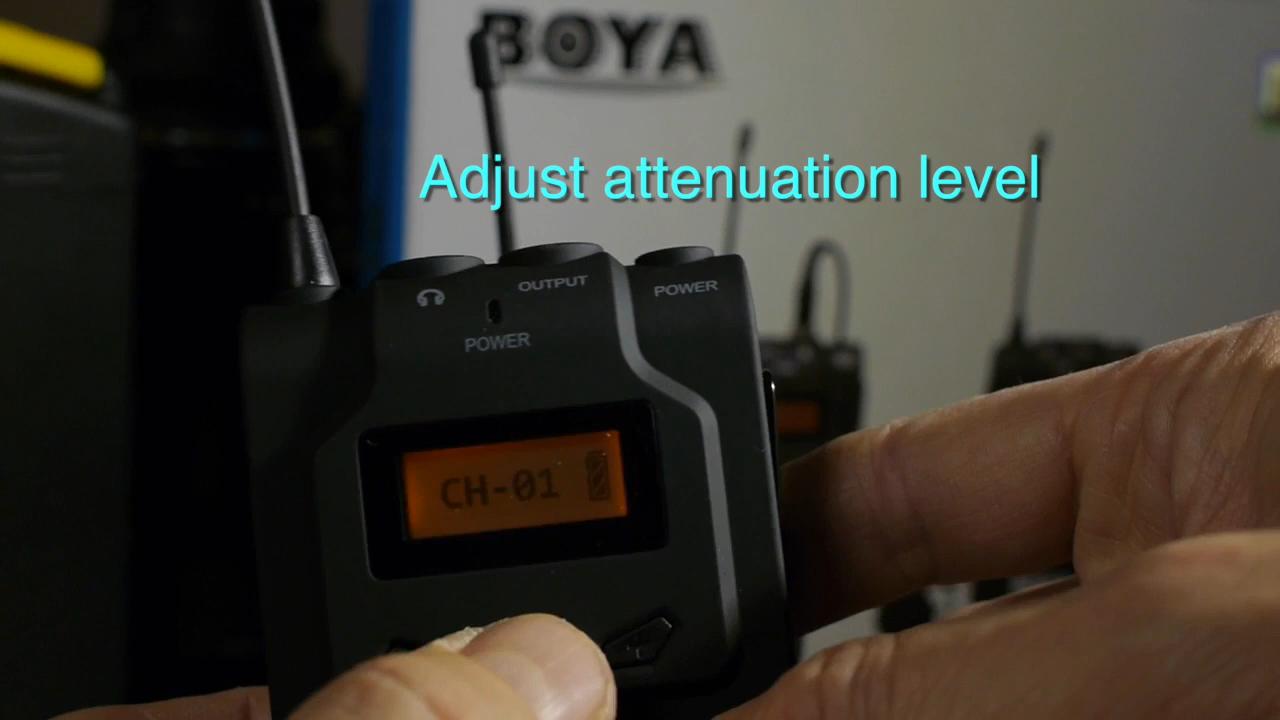 BOYA
Adjust attenuation level
OUTPUT
POWER
POWER
CH-01